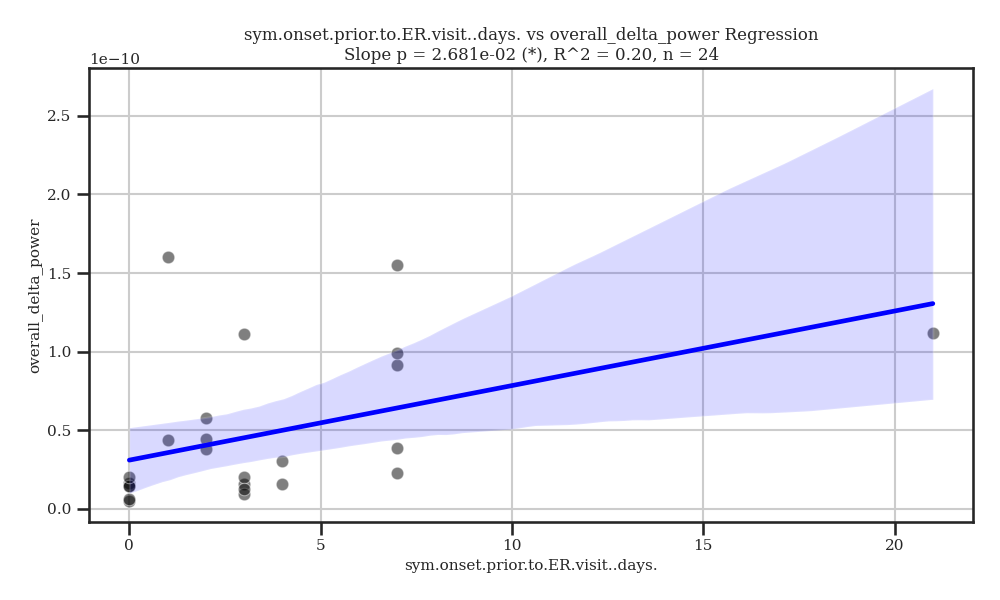 sym.onset.prior.to.ER.visit..days. vs overall_delta_power Regression
Slope p = 2.681e-02 (*), R^2 = 0.20, n = 24
1e−10
2.5
2.0
1.5
1.0
0.5
0.0
overall_delta_power
0 5 10 15 20
sym.onset.prior.to.ER.visit..days.